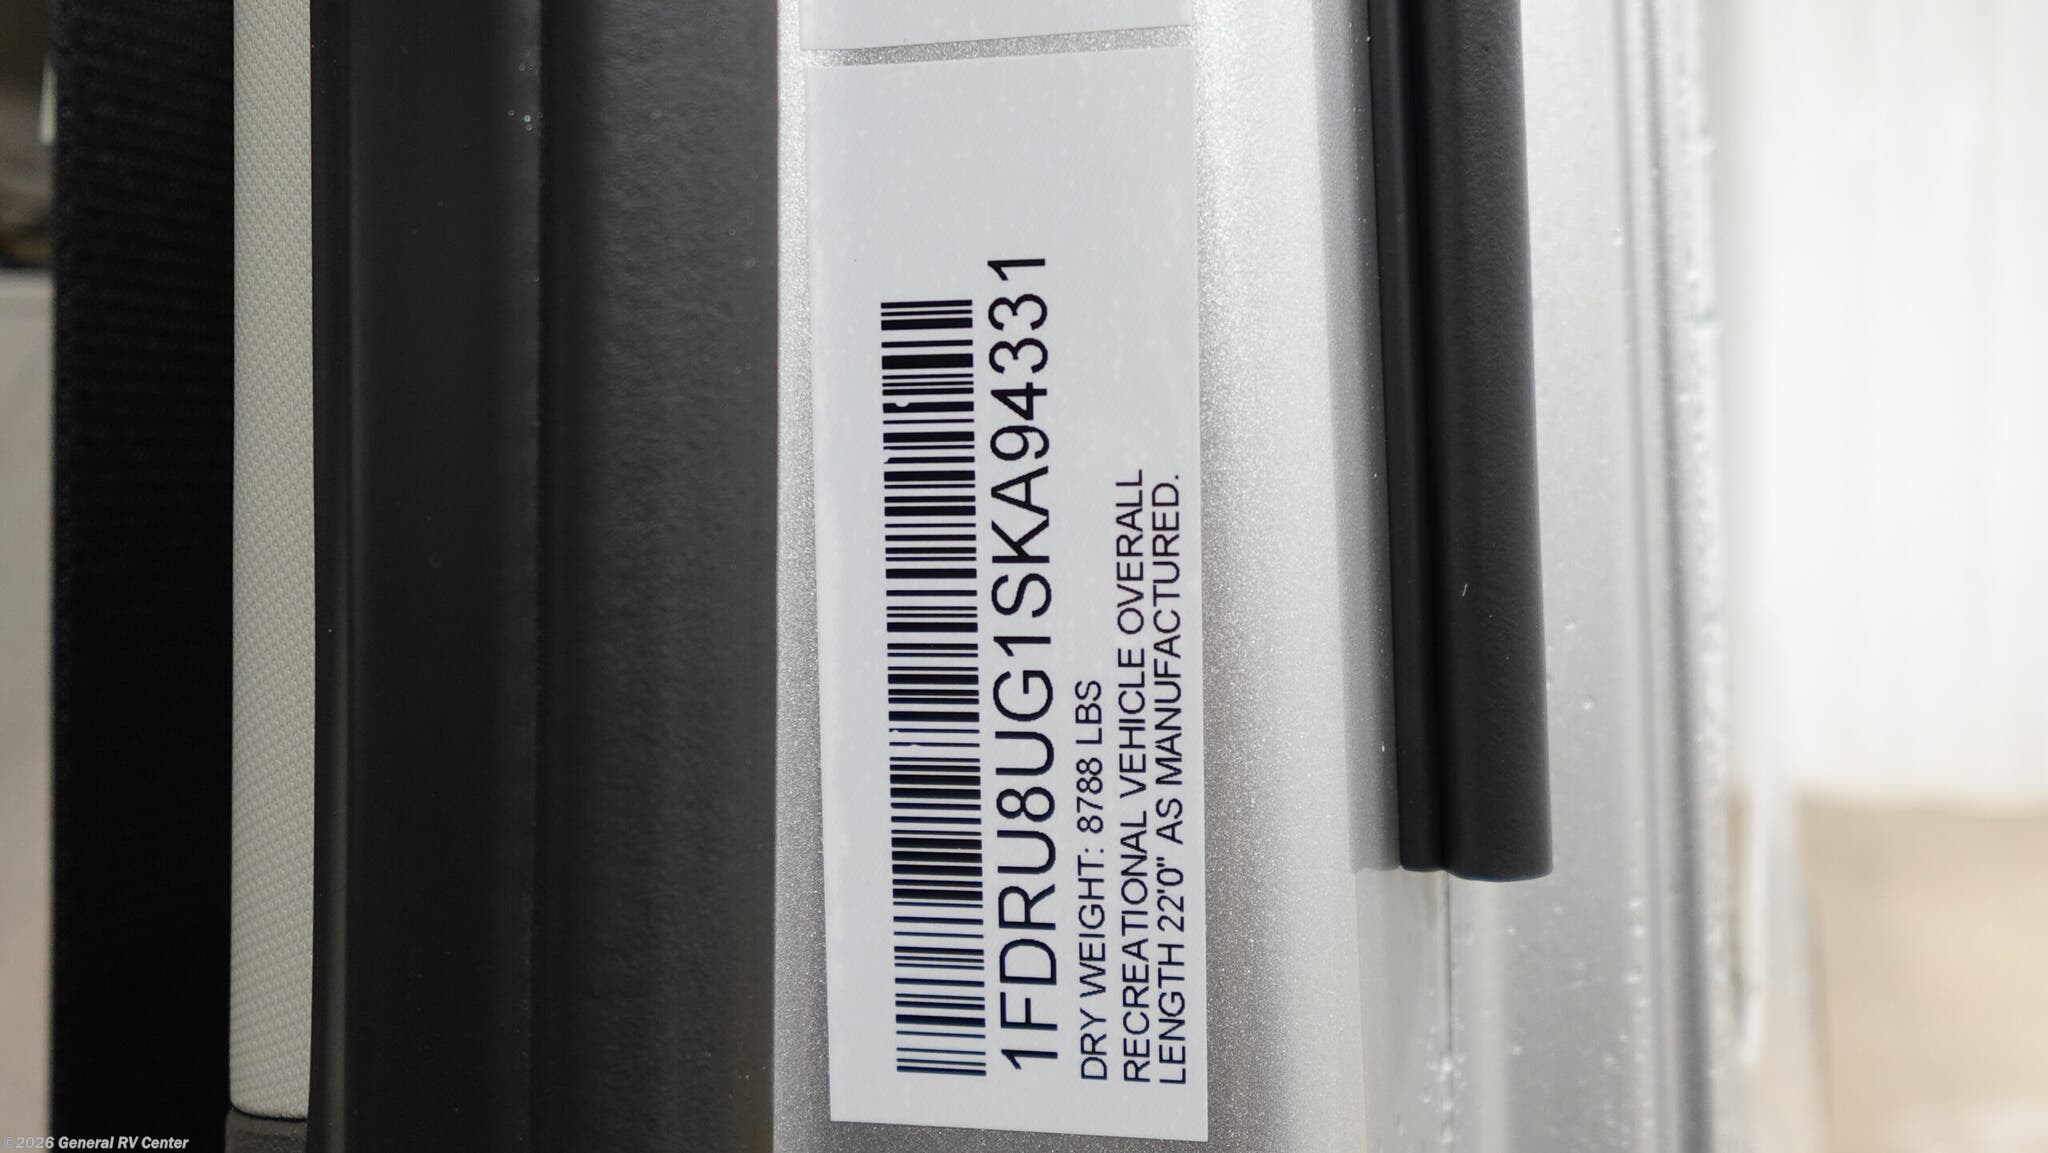 1FDRU8UG1SKA94331
DRY WEIGHT: 8788 LBS
RECREATIONAL VEHICLE OVERALL
LENGTH 22'0" AS MANUFACTURED.
©2026 General RV Center